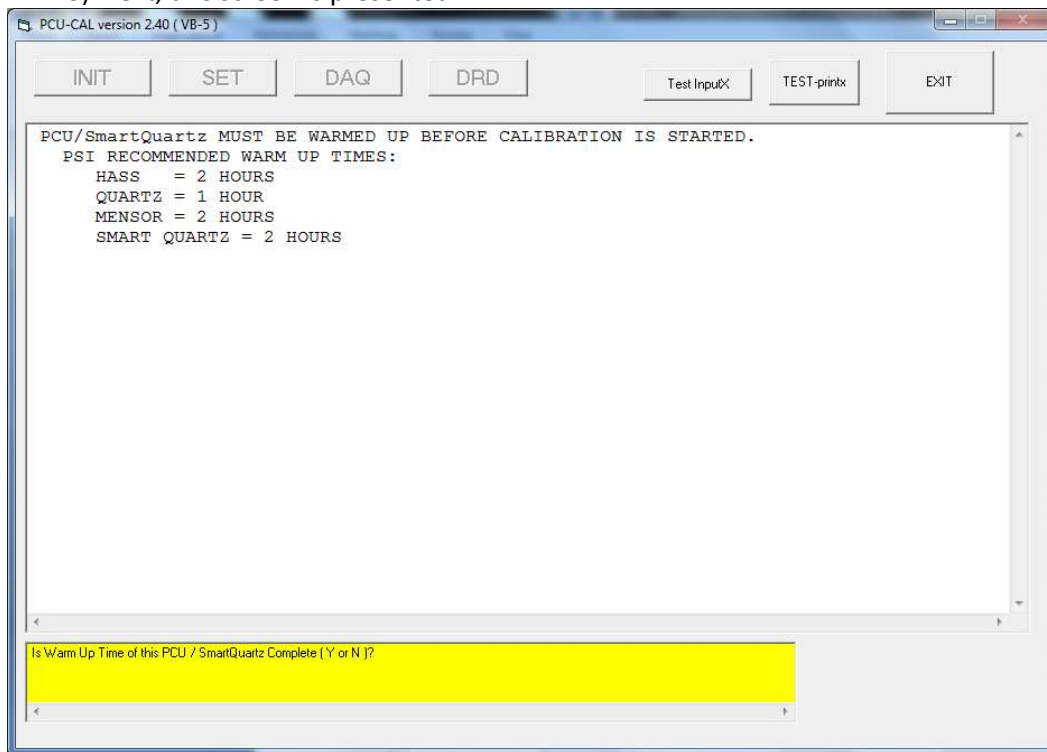 PCU-CAL version 2.40 ( VB-5 )
INIT SET DAQ DRD Test InputX TEST-printx EXIT
PCU/SmartQuartz MUST BE WARMED UP BEFORE CALIBRATION IS STARTED.
PSI RECOMMENDED WARM UP TIMES:
HASS = 2 HOURS
QUARTZ = 1 HOUR
MENSOR = 2 HOURS
SMART QUARTZ = 2 HOURS
Is Warm Up Time of this PCU / SmartQuartz Complete ( Y or N )?